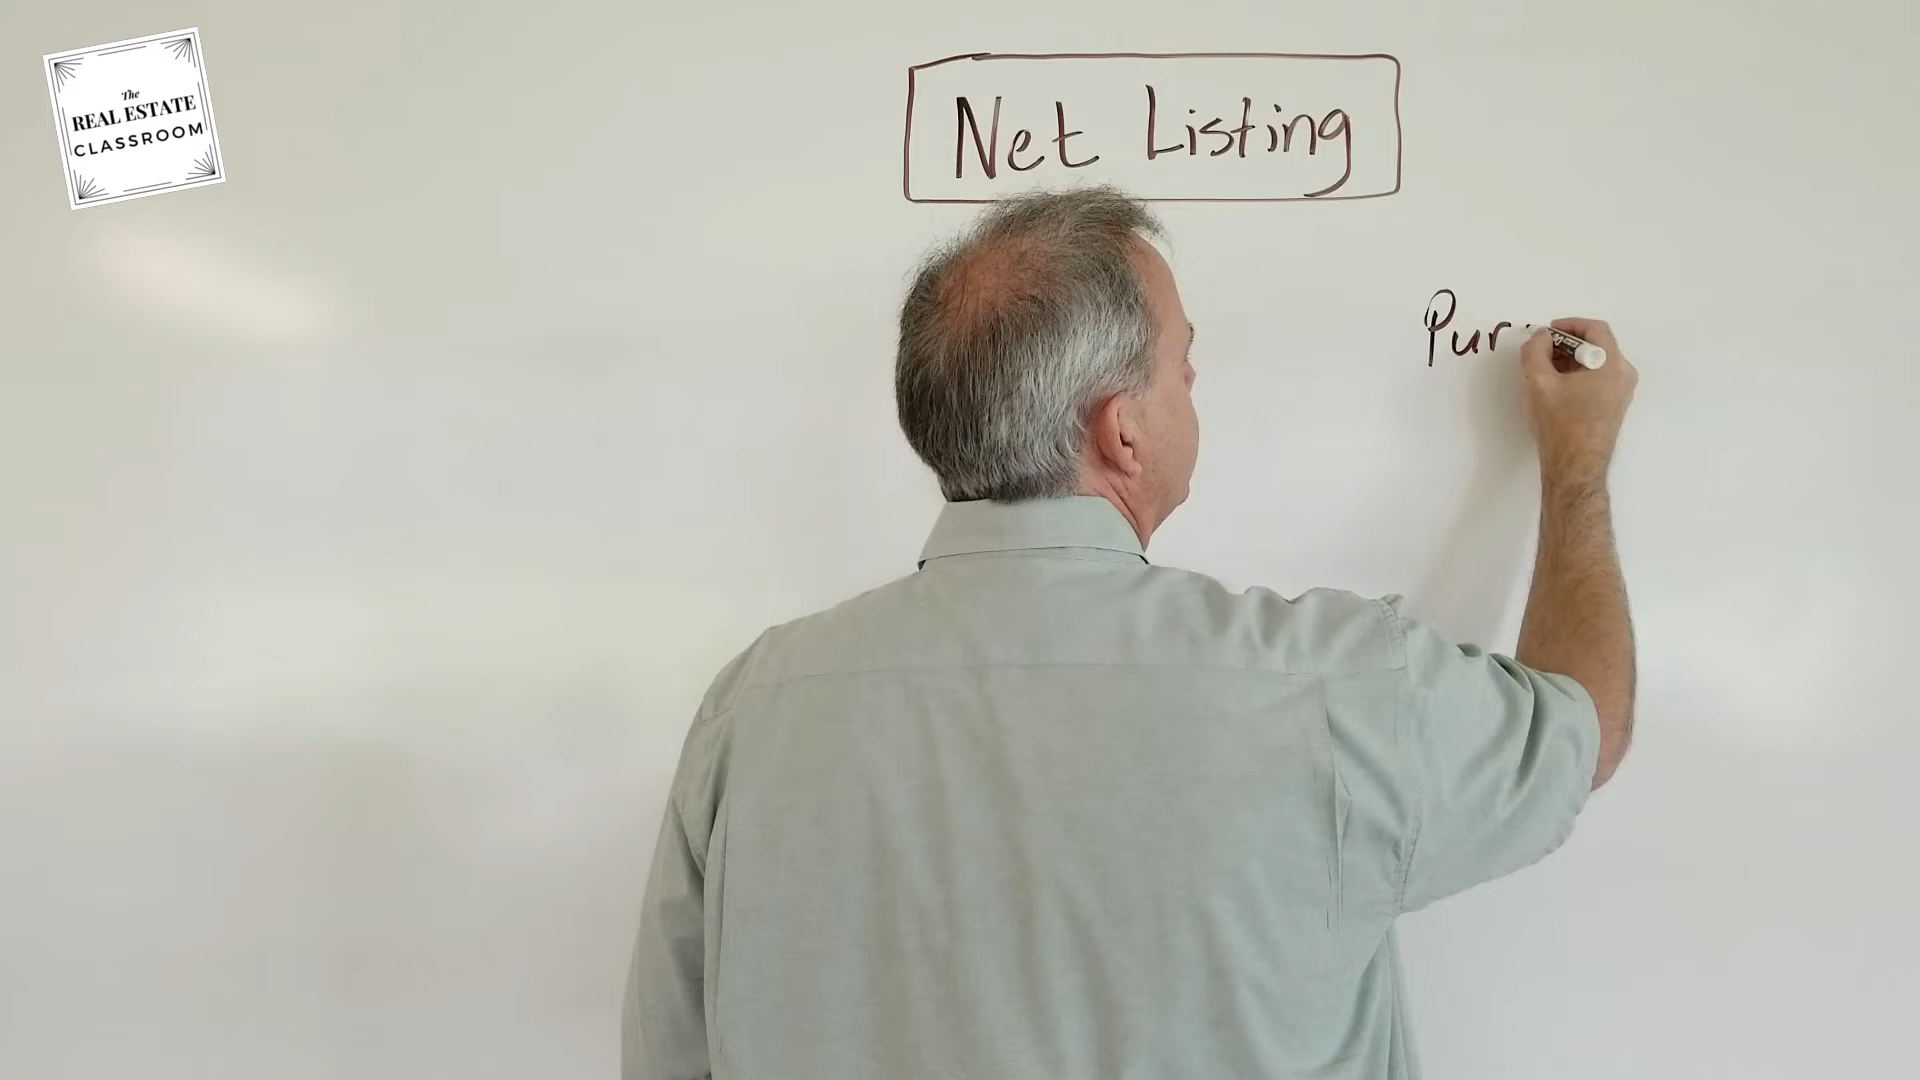 The
REAL ESTATE
CLASSROOM
Net Listing
Pur